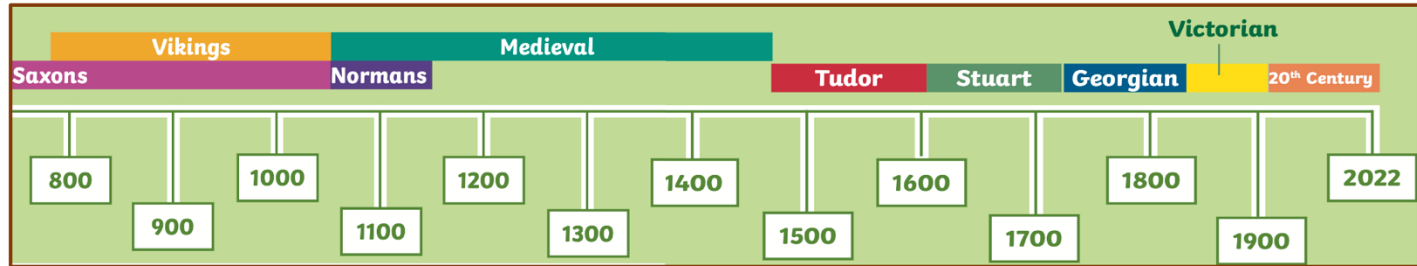 Victorian
Vikings
Medieval
Saxons
Normans
Tudor
Stuart
Georgian
20th Century
800
900
1000
1100
1200
1300
1400
1500
1600
1700
1800
1900
2022